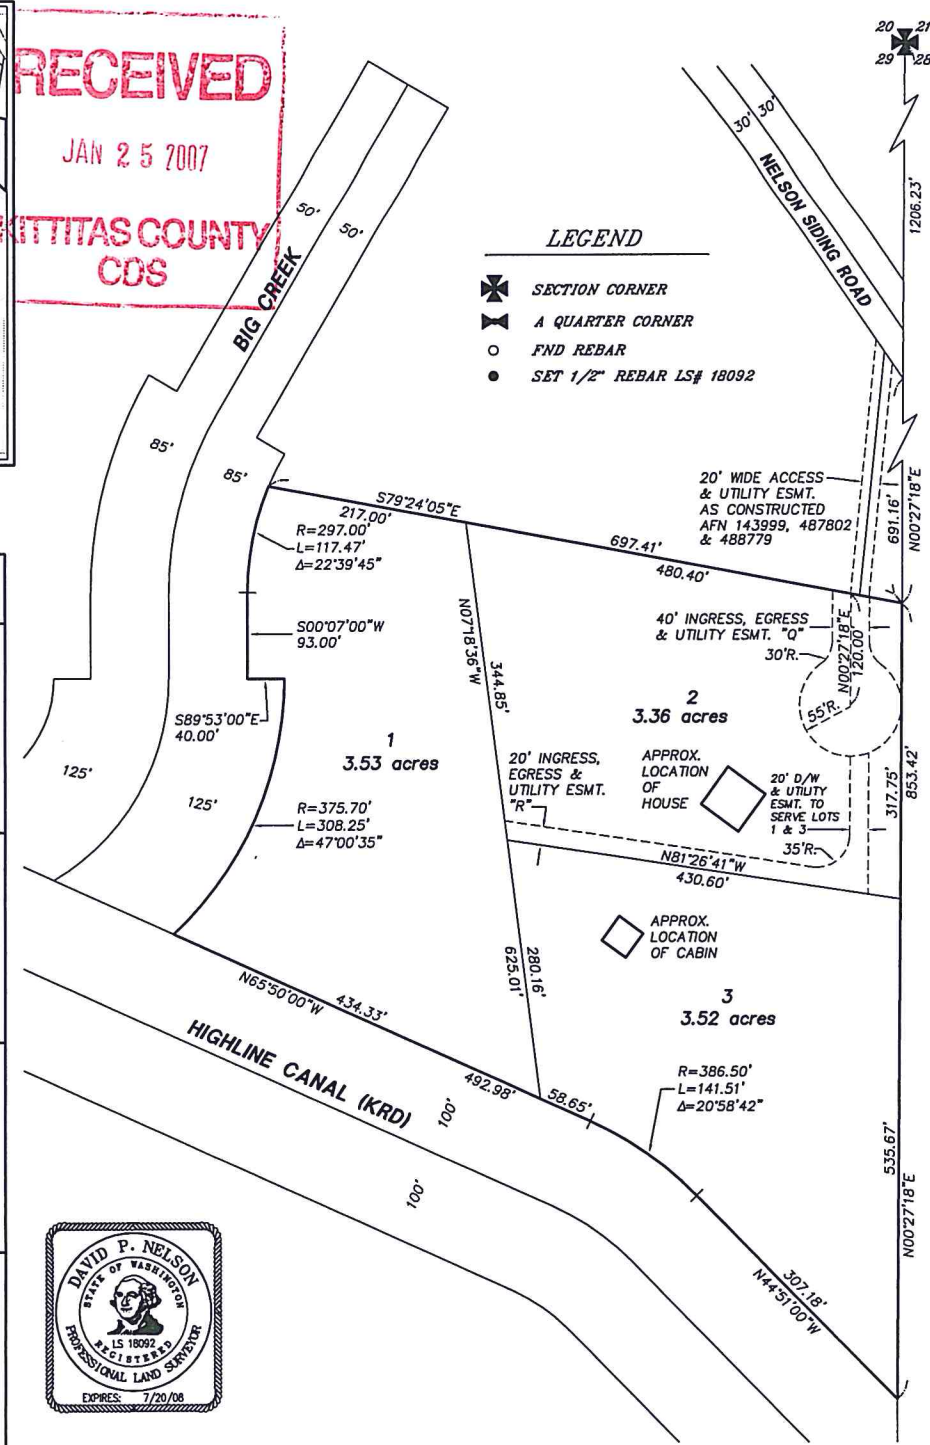 RECEIVED
JAN 25 2007
KITTITAS COUNTY
CDS
20 21
29 28
1206.23'
30' 30'
NELSON SIDING ROAD
50'
50'
BIG CREEK
LEGEND
SECTION CORNER
A QUARTER CORNER
FND REBAR
SET 1/2" REBAR LS# 18092
85'
85'
20' WIDE ACCESS
& UTILITY ESMT.
AS CONSTRUCTED
AFN 143999, 487802
& 488779
691.16'
N00°27'18"E
S79°24'05"E
217.00'
697.41'
480.40'
R=297.00'
L=117.47'
Δ=22°39'45"
S00°07'00"W
93.00'
N07°18'36"W
344.85'
40' INGRESS, EGRESS
& UTILITY ESMT. "Q"
30'R.
N00°27'18"E
120.00
55'R.
S89°53'00"E
40.00'
1
3.53 acres
2
3.36 acres
125'
125'
20' INGRESS,
EGRESS &
UTILITY ESMT.
"R"
APPROX.
LOCATION
OF
HOUSE
20' D/W
& UTILITY
ESMT. TO
SERVE LOTS
1 & 3
35'R.
317.75'
853.42'
R=375.70'
L=308.25'
Δ=47°00'35"
N81°26'41"W
430.60'
APPROX.
LOCATION
OF CABIN
280.16'
625.01'
3
3.52 acres
N65°50'00"W
434.33'
HIGHLINE CANAL (KRD)
492.98'
58.65'
100'
100'
R=386.50'
L=141.51'
Δ=20°58'42"
535.67'
N00°27'18"E
307.18'
N44°51'00"W
DAVID P. NELSON
STATE OF WASHINGTON
LS 18092
REGISTERED
PROFESSIONAL LAND SURVEYOR
EXPIRES: 7/20/08